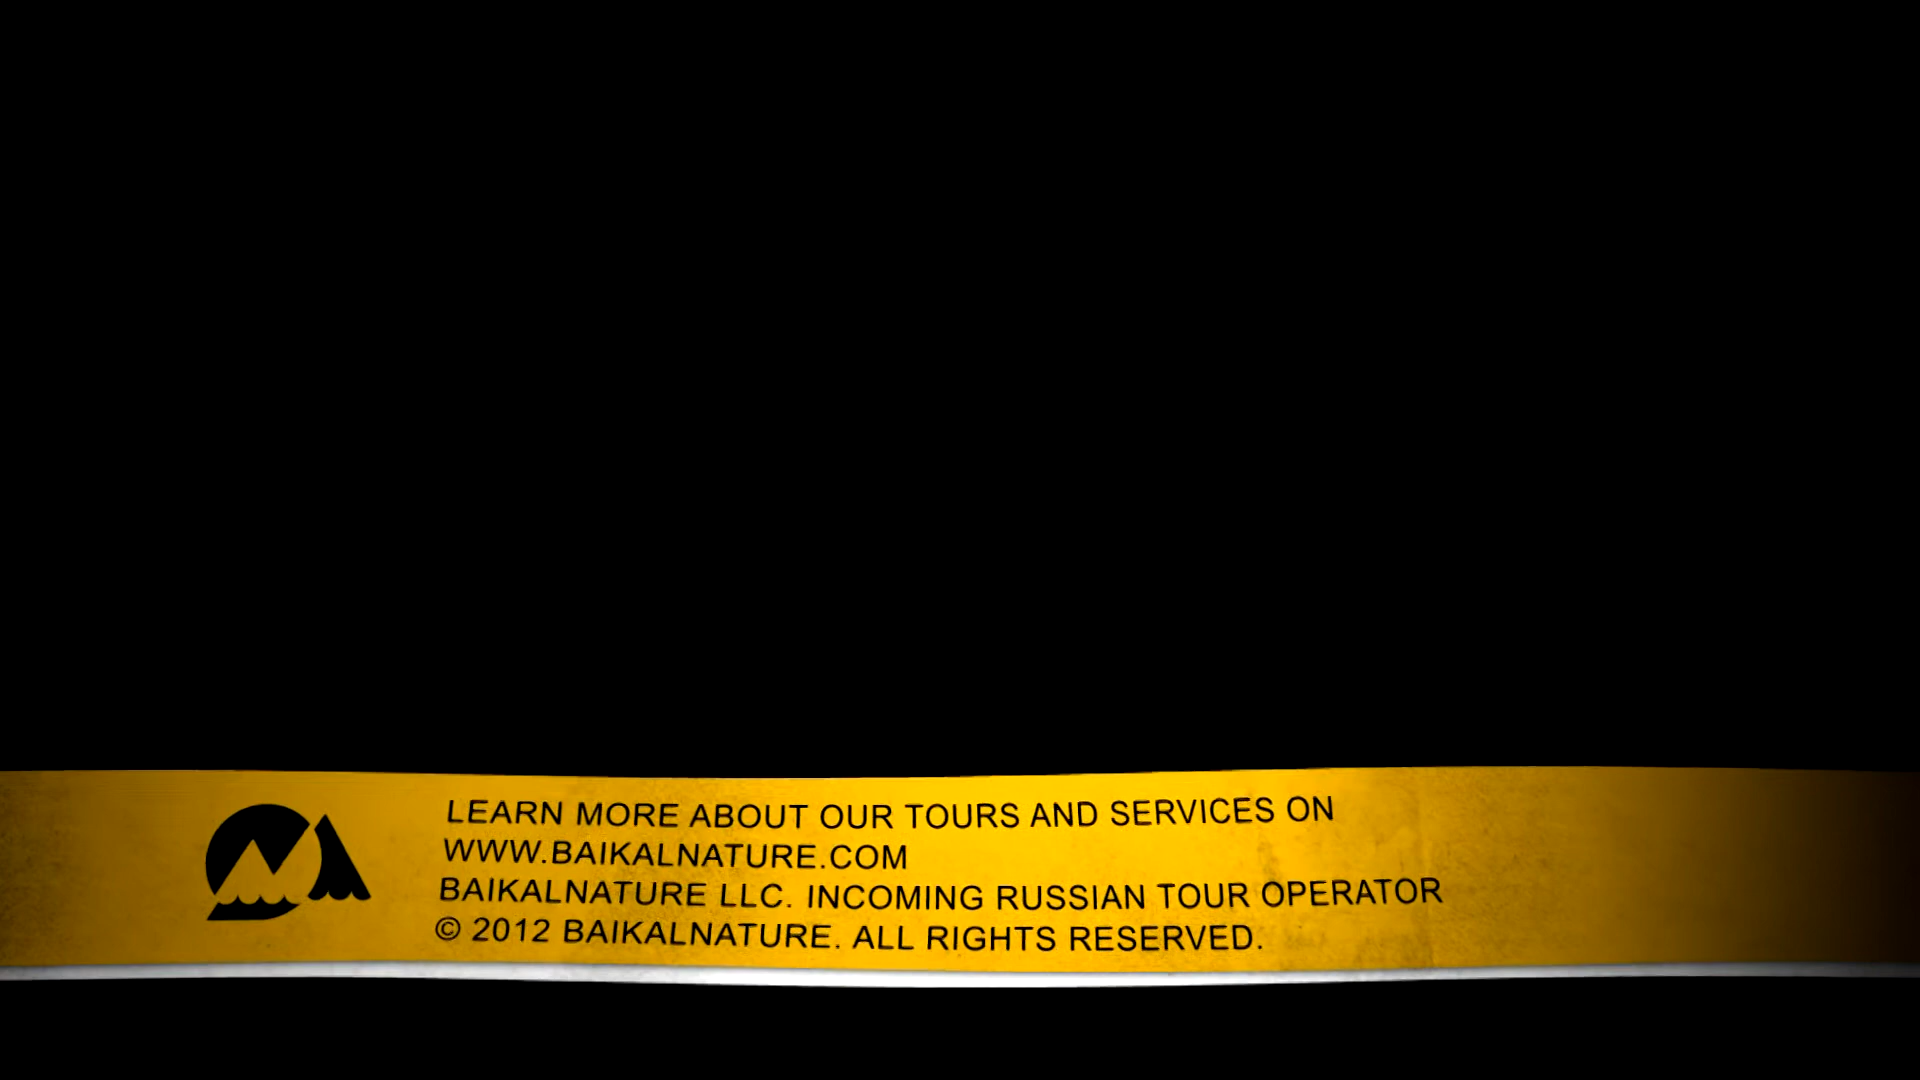 LEARN MORE ABOUT OUR TOURS AND SERVICES ON
WWW.BAIKALNATURE.COM
BAIKALNATURE LLC. INCOMING RUSSIAN TOUR OPERATOR
© 2012 BAIKALNATURE. ALL RIGHTS RESERVED.